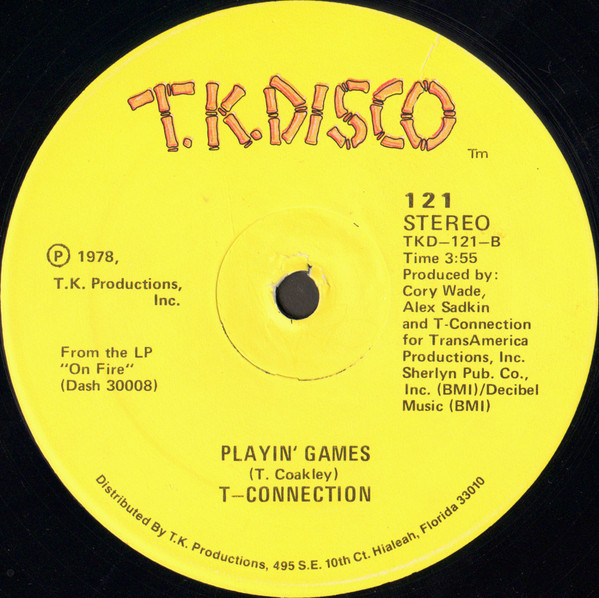 T.K.DISCO
Tm
121
STEREO
TKD-121-B
Time 3:55
Produced by:
Cory Wade,
Alex Sadkin
and T-Connection
for TransAmerica
Productions, Inc.
Sherlyn Pub. Co.,
Inc. (BMI)/Decibel
Music (BMI)
P 1978,
T.K. Productions,
Inc.
From the LP
"On Fire"
(Dash 30008)
PLAYIN' GAMES
(T. Coakley)
T-CONNECTION
Distributed By T.K. Productions, 495 S.E. 10th Ct. Hialeah, Florida 33010